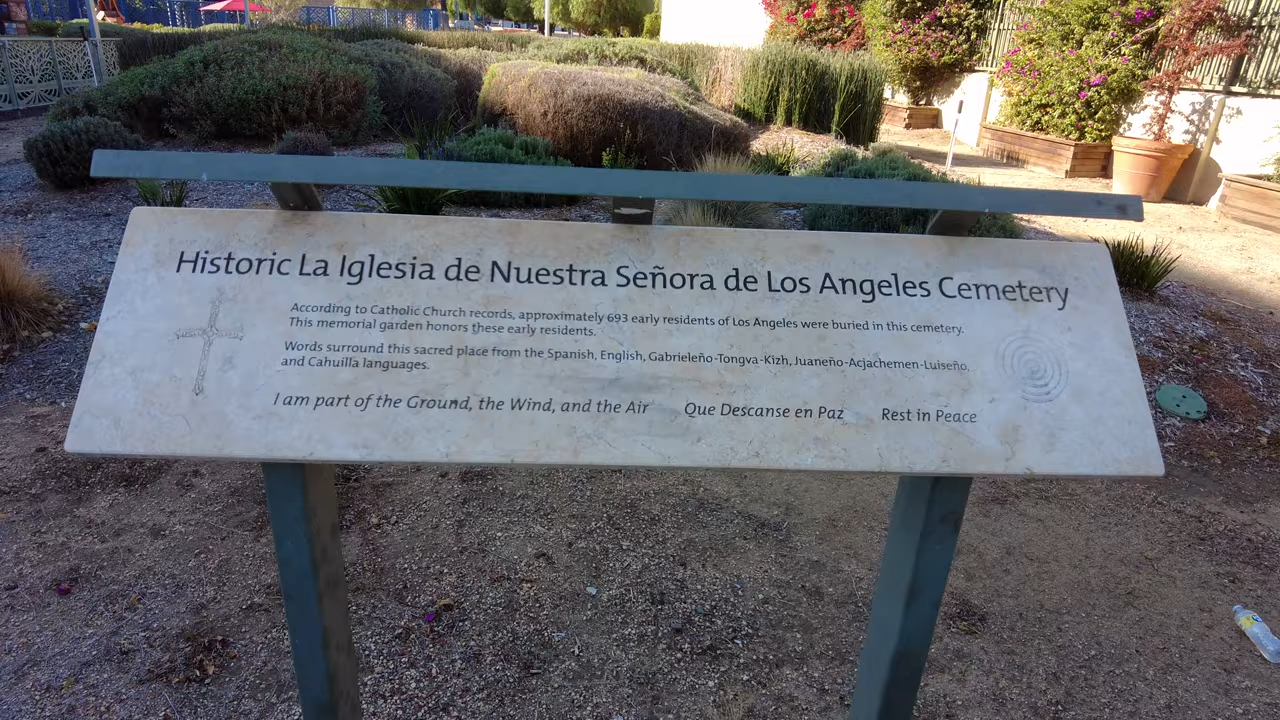 Historic La Iglesia de Nuestra Señora de Los Angeles Cemetery
According to Catholic Church records, approximately 693 early residents of Los Angeles were buried in this cemetery.
This memorial garden honors these early residents.
Words surround this sacred place from the Spanish, English, Gabrieleño-Tongva-Kizh, Juaneño-Acjachemen-Luiseño,
and Cahuilla languages.
I am part of the Ground, the Wind, and the Air Que Descanse en Paz Rest in Peace